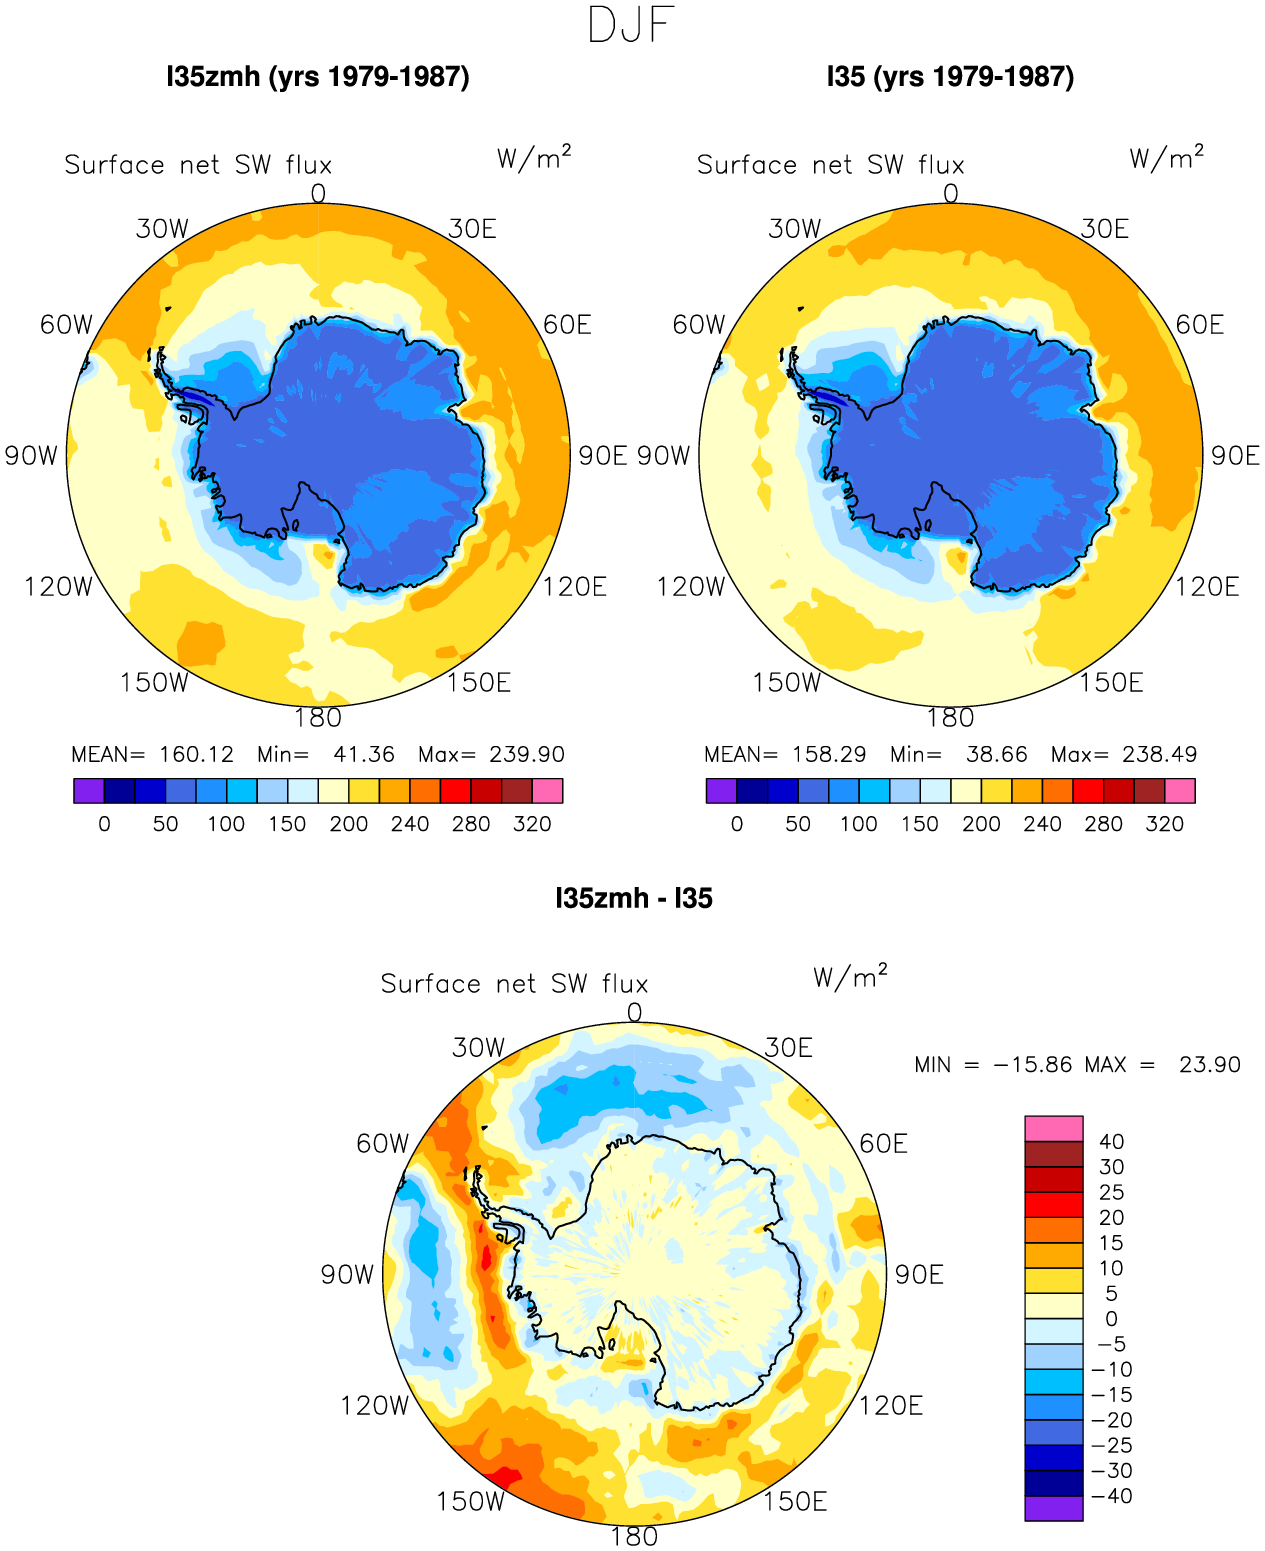 DJF
I35zmh (yrs 1979-1987)
I35 (yrs 1979-1987)
Surface net SW flux W/m²
Surface net SW flux W/m²
0
30W 30E
60W 60E
90W 90E
120W 120E
150W 150E
180
0
30W 30E
60W 60E
90W 90E
120W 120E
150W 150E
180
MEAN= 160.12 Min= 41.36 Max= 239.90
0 50 100 150 200 240 280 320
MEAN= 158.29 Min= 38.66 Max= 238.49
0 50 100 150 200 240 280 320
I35zmh - I35
Surface net SW flux W/m²
0
30W 30E
60W 60E
90W 90E
120W 120E
150W 150E
180
MIN = −15.86 MAX = 23.90
40
30
25
20
15
10
5
0
−5
−10
−15
−20
−25
−30
−40